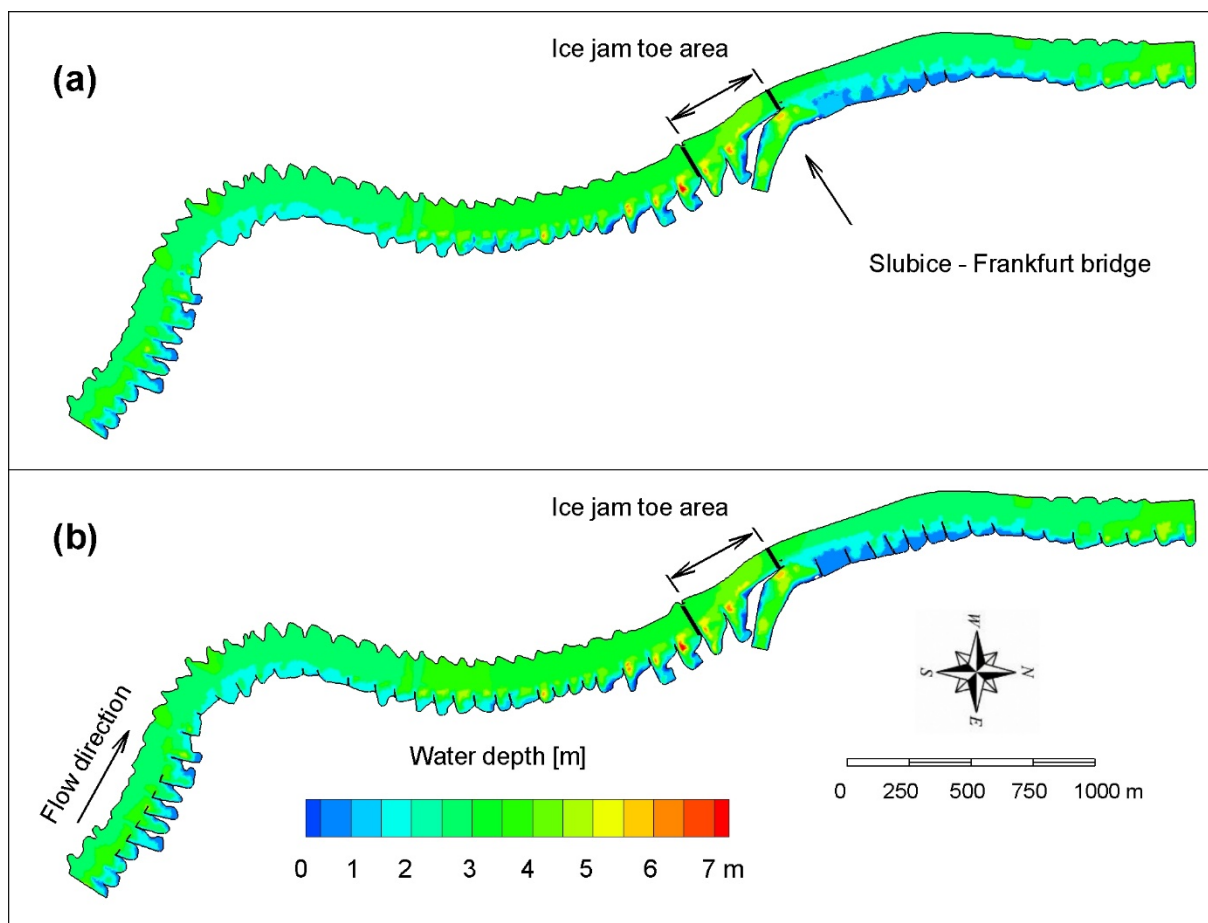 (a)
Ice jam toe area
Slubice - Frankfurt bridge
(b)
Ice jam toe area
W
S N
E
Flow direction
Water depth [m]
0 1 2 3 4 5 6 7 m
0 250 500 750 1000 m